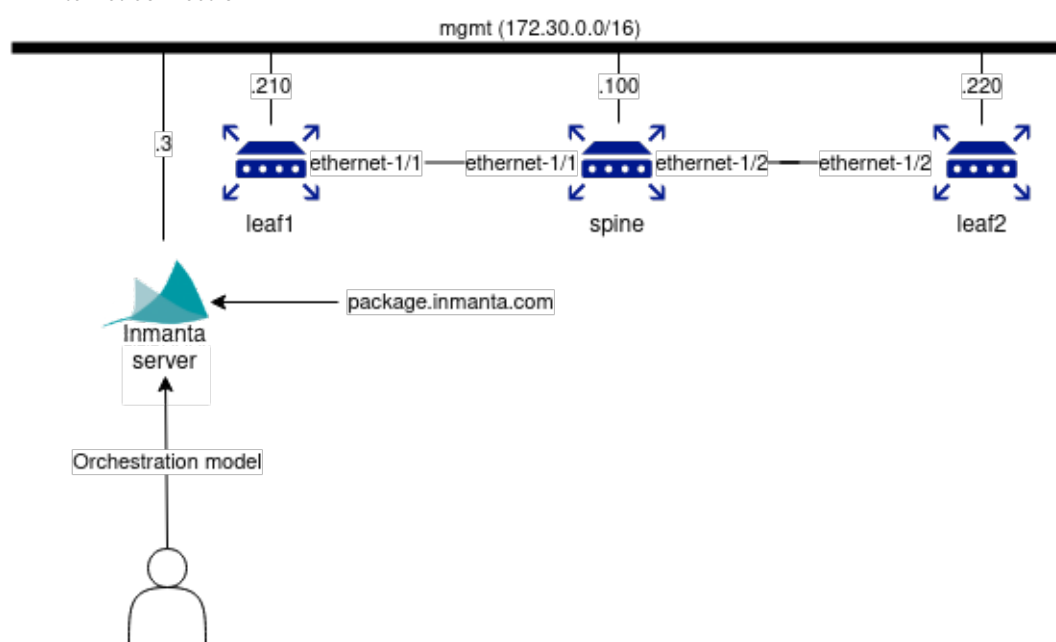 mgmt (172.30.0.0/16)
.210
.100
.220
.3
ethernet-1/1
ethernet-1/1
ethernet-1/2
ethernet-1/2
leaf1
spine
leaf2
package.inmanta.com
Inmanta
server
Orchestration model